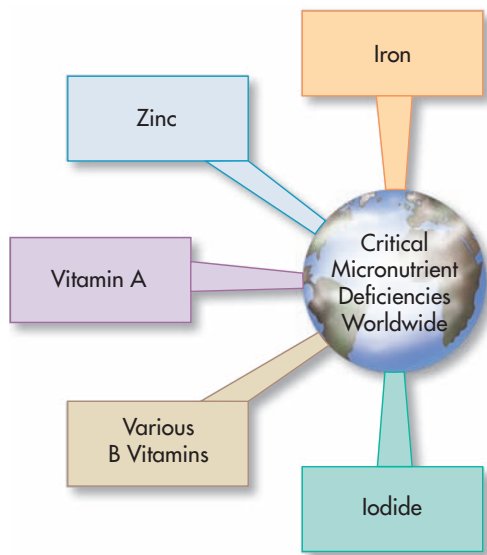 Iron
Zinc
Critical
Micronutrient
Deficiencies
Worldwide
Vitamin A
Various
B Vitamins
Iodide